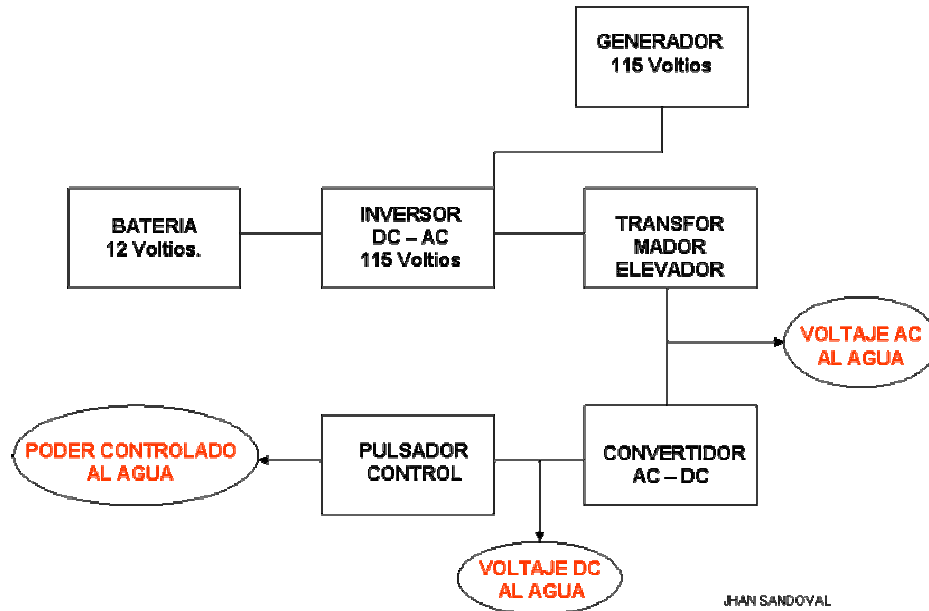 GENERADOR
115 Voltios
BATERIA
12 Voltios.
INVERSOR
DC – AC
115 Voltios
TRANSFOR
MADOR
ELEVADOR
VOLTAJE AC
AL AGUA
PODER CONTROLADO
AL AGUA
PULSADOR
CONTROL
CONVERTIDOR
AC – DC
VOLTAJE DC
AL AGUA
JHAN SANDOVAL